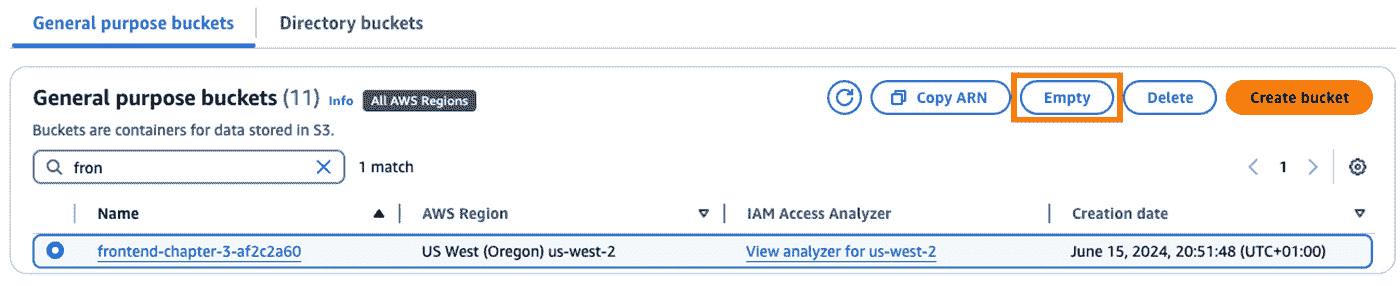 General purpose buckets Directory buckets
General purpose buckets (11) Info All AWS Regions Copy ARN Empty Delete Create bucket
Buckets are containers for data stored in S3.
fron 1 match 1
Name AWS Region IAM Access Analyzer Creation date
frontend-chapter-3-af2c2a60 US West (Oregon) us-west-2 View analyzer for us-west-2 June 15, 2024, 20:51:48 (UTC+01:00)